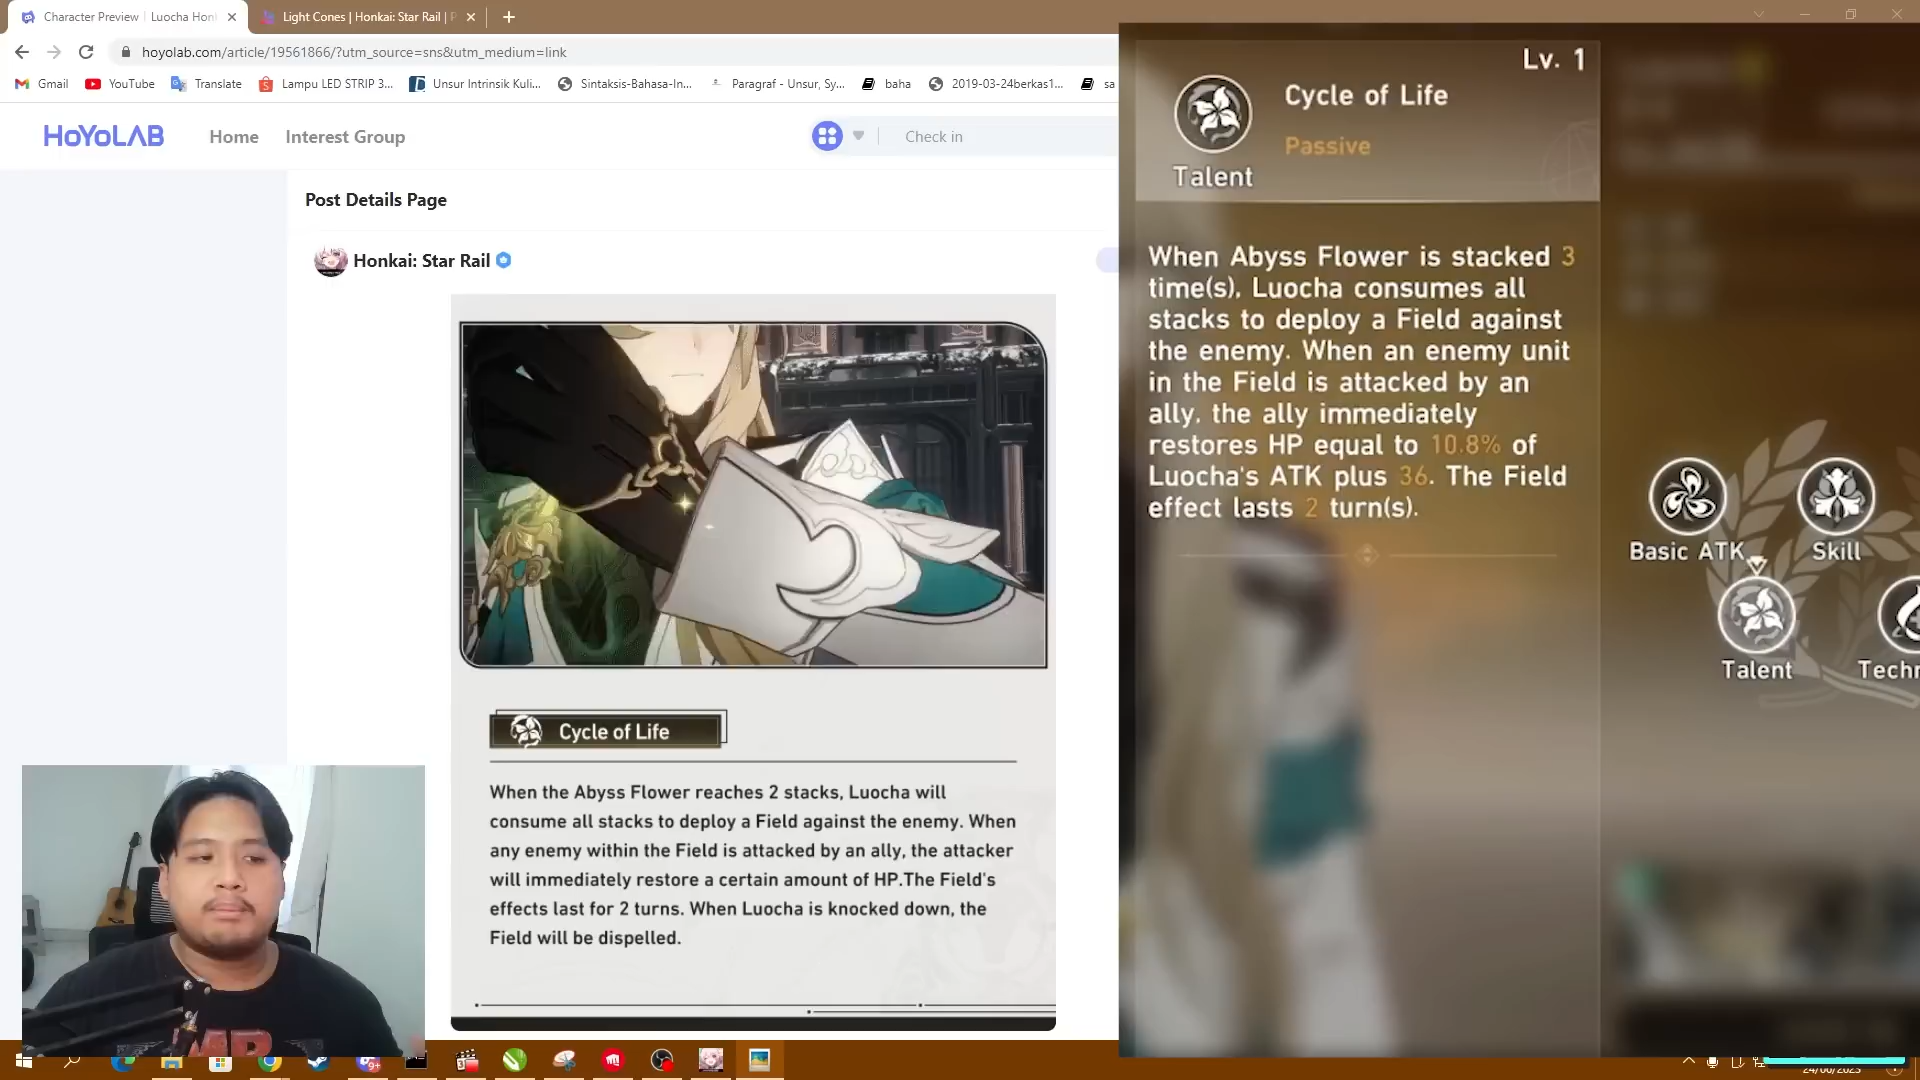 Character Preview | Luocha Hon
Light Cones | Honkai: Star Rail | P
hoyolab.com/article/19561866/?utm_source=sns&utm_medium=link
Gmail
YouTube
Translate
Lampu LED STRIP 3...
Unsur Intrinsik Kuli...
Sintaksis-Bahasa-In...
Paragraf - Unsur, Sy...
baha
2019-03-24berkas1...
sa
HoYoLAB
Home
Interest Group
Check in
Post Details Page
Honkai: Star Rail
Cycle of Life
When the Abyss Flower reaches 2 stacks, Luocha will
consume all stacks to deploy a Field against the enemy. When
any enemy within the Field is attacked by an ally, the attacker
will immediately restore a certain amount of HP.The Field's
effects last for 2 turns. When Luocha is knocked down, the
Field will be dispelled.
Lv. 1
Cycle of Life
Passive
Talent
When Abyss Flower is stacked 3
time(s), Luocha consumes all
stacks to deploy a Field against
the enemy. When an enemy unit
in the Field is attacked by an
ally, the ally immediately
restores HP equal to 10.8% of
Luocha's ATK plus 36. The Field
effect lasts 2 turn(s).
Basic ATK
Skill
Talent
Techn
9+
24/06/2023